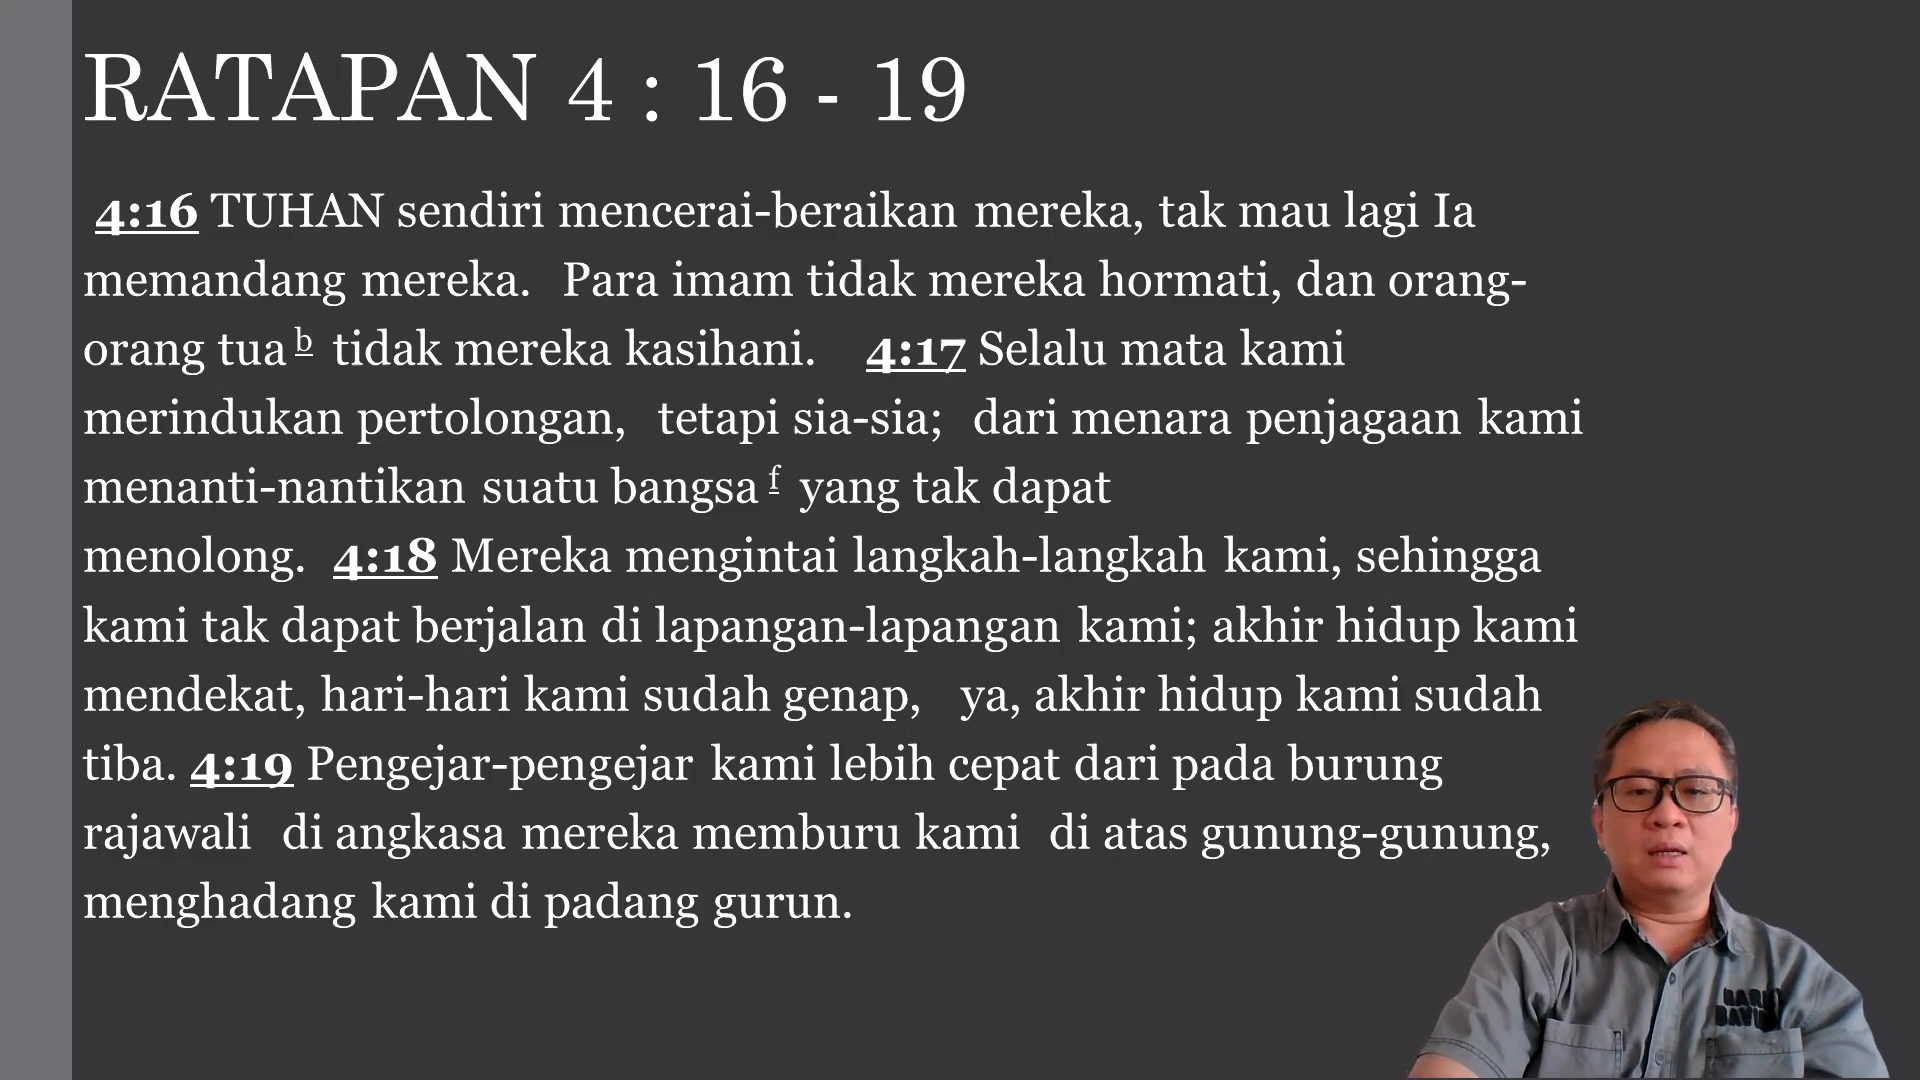 RATAPAN 4 : 16 - 19
4:16 TUHAN sendiri mencerai-beraikan mereka, tak mau lagi Ia
memandang mereka. Para imam tidak mereka hormati, dan orang-
orang tua b tidak mereka kasihani. 4:17 Selalu mata kami
merindukan pertolongan, tetapi sia-sia; dari menara penjagaan kami
menanti-nantikan suatu bangsa f yang tak dapat
menolong. 4:18 Mereka mengintai langkah-langkah kami, sehingga
kami tak dapat berjalan di lapangan-lapangan kami; akhir hidup kami
mendekat, hari-hari kami sudah genap, ya, akhir hidup kami sudah
tiba. 4:19 Pengejar-pengejar kami lebih cepat dari pada burung
rajawali di angkasa mereka memburu kami di atas gunung-gunung,
menghadang kami di padang gurun.